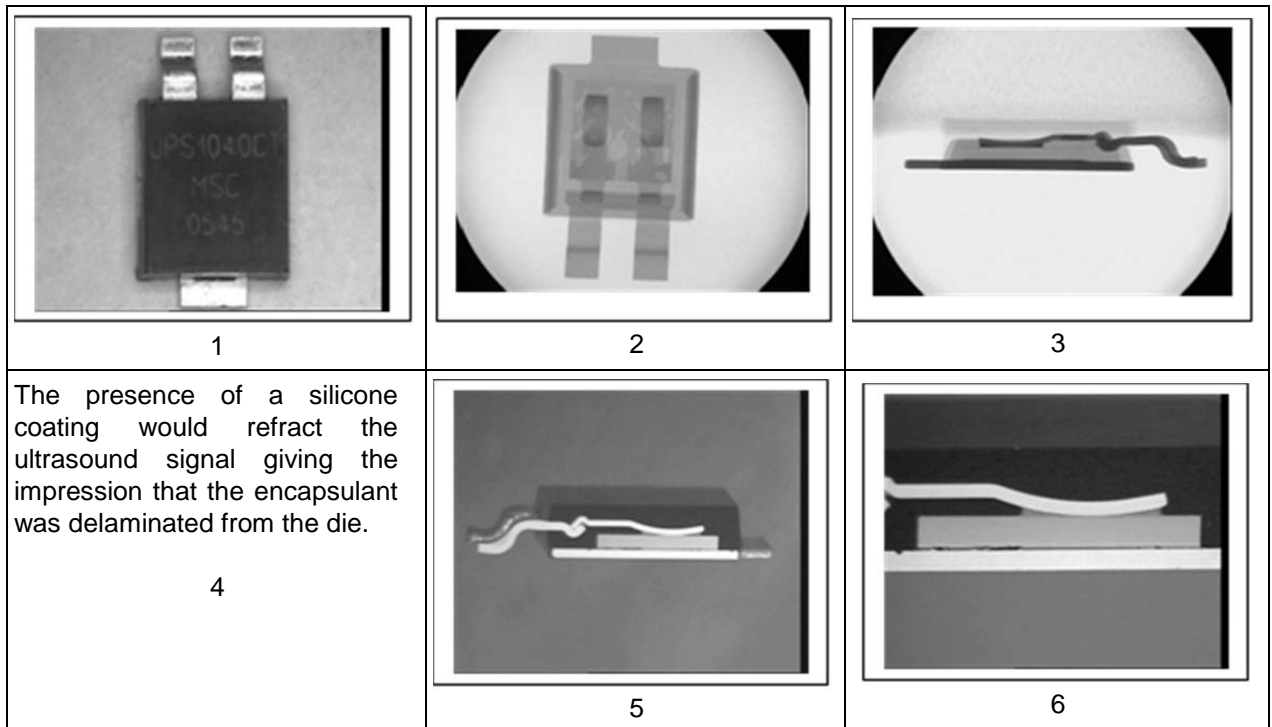 UPS1040CT
MSC
0545
1
2
3
The presence of a silicone
coating would refract the
ultrasound signal giving the
impression that the encapsulant
was delaminated from the die.
4
5
6